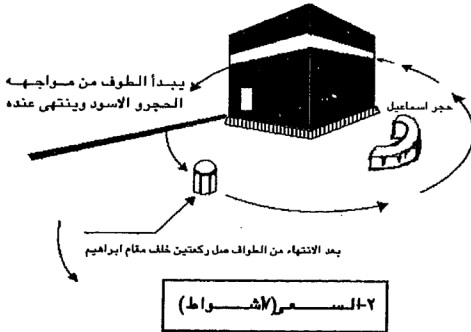 يبدأ الطوف من مواجهه
الحجرو الاسود وينتهى عنده
حجر اسماعيل
بعد الانتهاء من الطواف صل ركعتين خلف مقام ابراهيم
٢-السعى (٧اشواط)